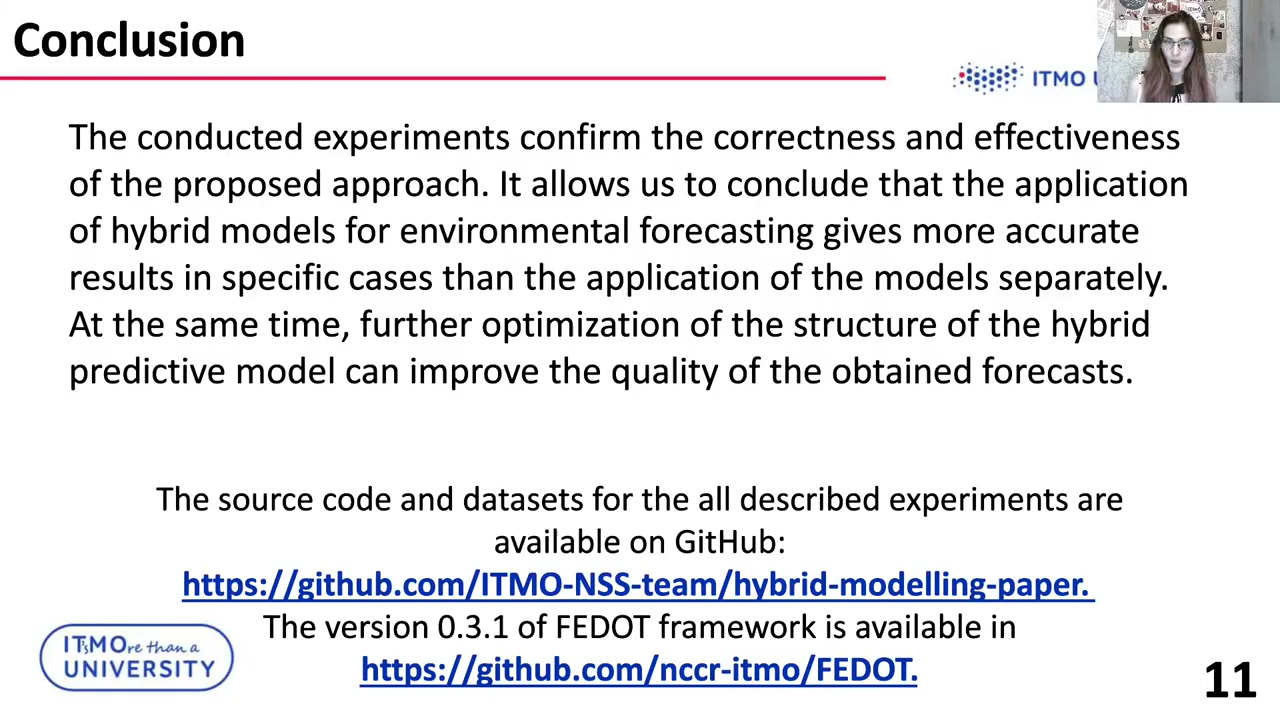 Conclusion
ITMO U
The conducted experiments confirm the correctness and effectiveness
of the proposed approach. It allows us to conclude that the application
of hybrid models for environmental forecasting gives more accurate
results in specific cases than the application of the models separately.
At the same time, further optimization of the structure of the hybrid
predictive model can improve the quality of the obtained forecasts.
The source code and datasets for the all described experiments are
available on GitHub:
https://github.com/ITMO-NSS-team/hybrid-modelling-paper.
The version 0.3.1 of FEDOT framework is available in
https://github.com/nccr-itmo/FEDOT.
IT'sMOre than a
UNIVERSITY
11